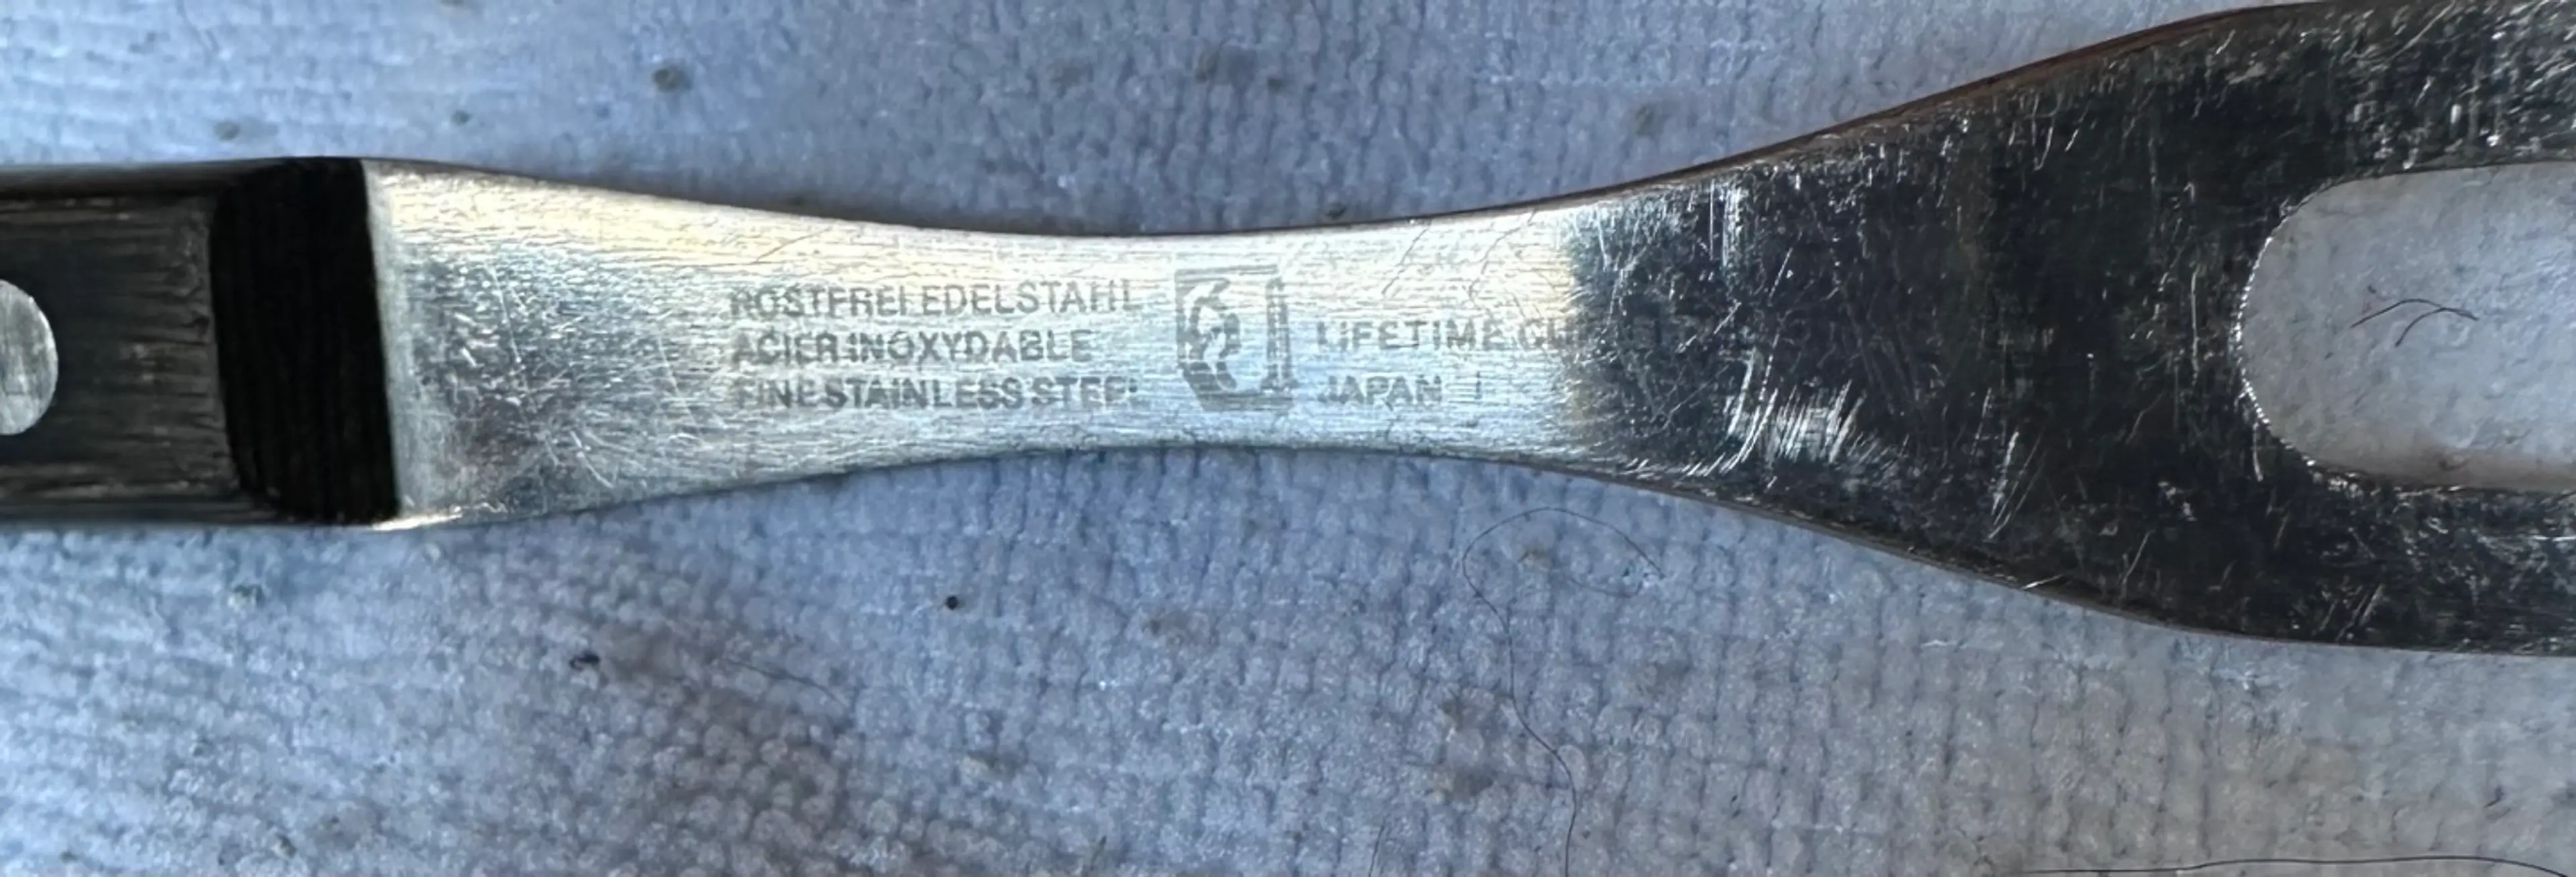 ROSTFREI EDELSTAHL
ACIER INOXYDABLE
FINE STAINLESS STEEL
LIFETIME
JAPAN